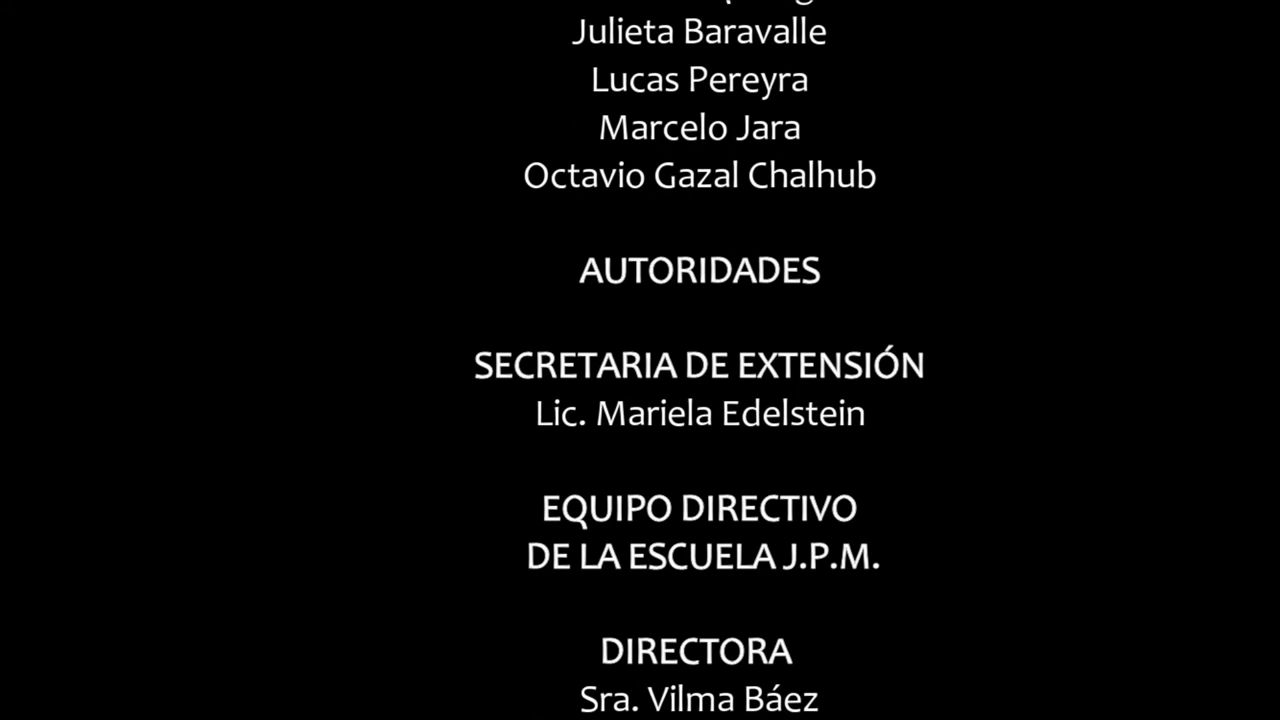 Julieta Baravalle
Lucas Pereyra
Marcelo Jara
Octavio Gazal Chalhub
AUTORIDADES
SECRETARIA DE EXTENSIÓN
Lic. Mariela Edelstein
EQUIPO DIRECTIVO
DE LA ESCUELA J.P.M.
DIRECTORA
Sra. Vilma Báez